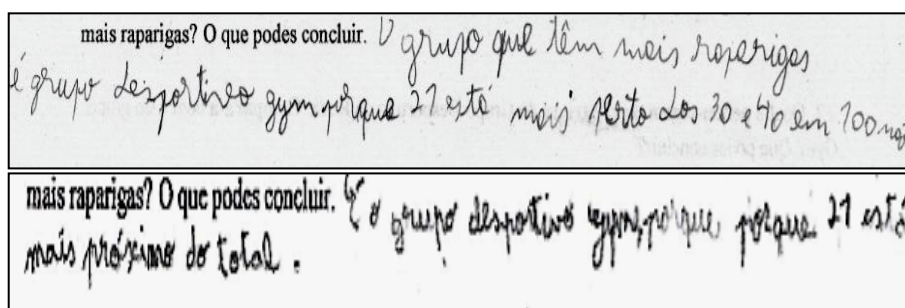 mais raparigas? O que podes concluir. O grupo que têm mais raparigas
é grupo desportivo gym porque 21 está mais perto dos 30 e 40 em 100 não
mais raparigas? O que podes concluir. É o grupo desportivo gym, porque porque 21 está
mais próximo do total.